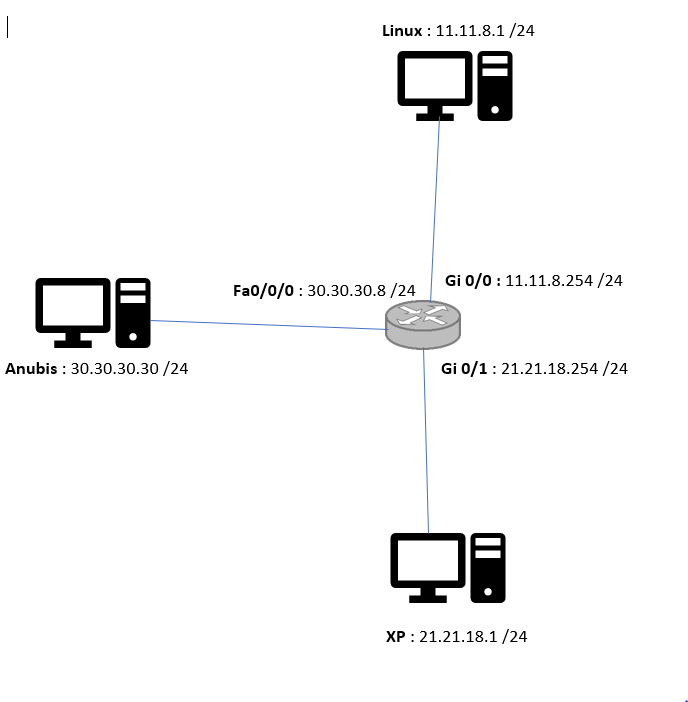 Linux : 11.11.8.1 /24
Gi 0/0 : 11.11.8.254 /24
Fa0/0/0 : 30.30.30.8 /24
Anubis : 30.30.30.30 /24
Gi 0/1 : 21.21.18.254 /24
XP : 21.21.18.1 /24